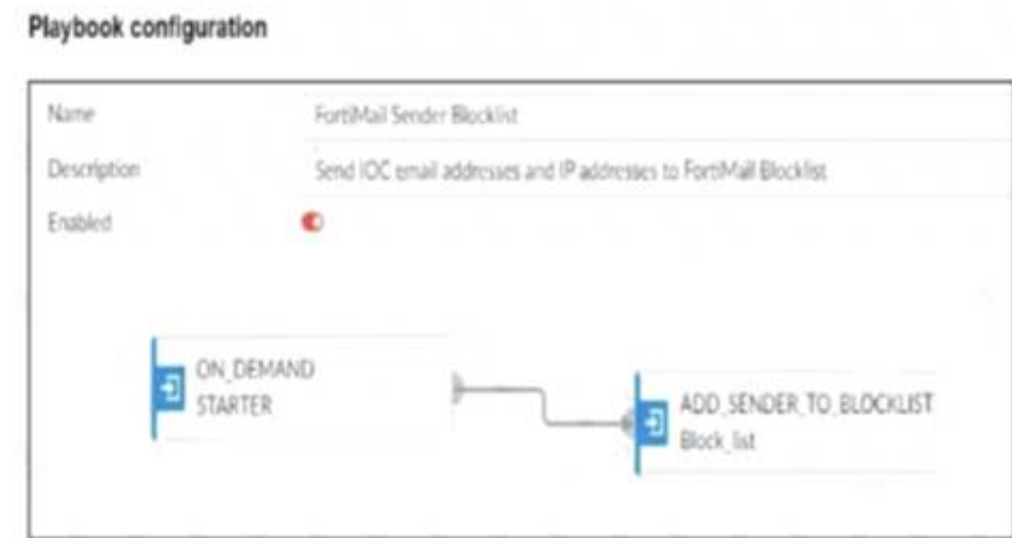 Playbook configuration
Name
FortiMail Sender Blocklist
Description
Send IOC email addresses and IP addresses to FortiMail Blocklist
Enabled
ON_DEMAND
STARTER
ADD_SENDER_TO_BLOCKLIST
Block_list